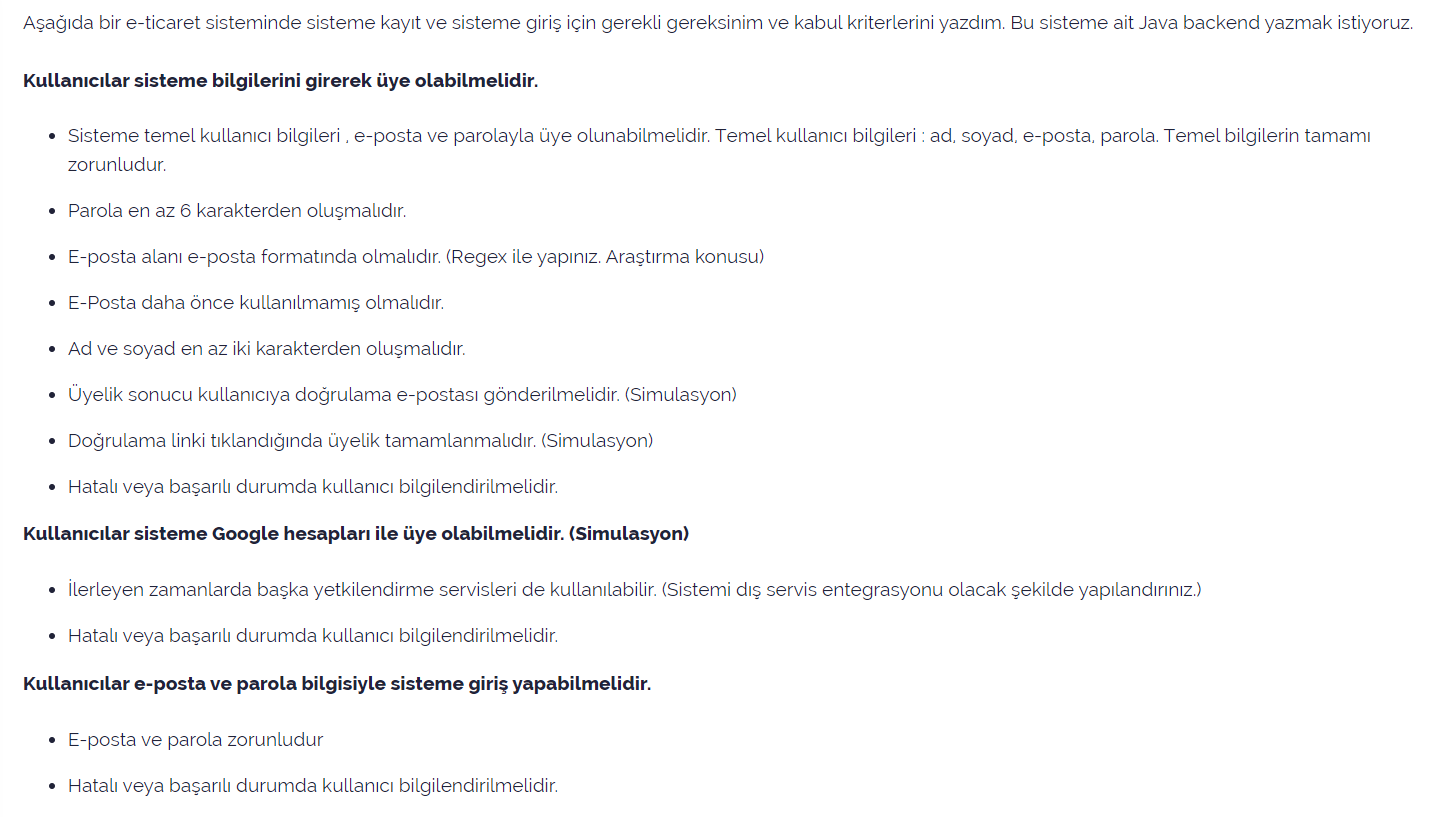 Aşağıda bir e-ticaret sisteminde sisteme kayıt ve sisteme giriş için gerekli gereksinim ve kabul kriterlerini yazdım. Bu sisteme ait Java backend yazmak istiyoruz.
Kullanıcılar sisteme bilgilerini girerek üye olabilmelidir.
• Sisteme temel kullanıcı bilgileri , e-posta ve parolayla üye olunabilmelidir. Temel kullanıcı bilgileri : ad, soyad, e-posta, parola. Temel bilgilerin tamamı
zorunludur.
• Parola en az 6 karakterden oluşmalıdır.
• E-posta alanı e-posta formatında olmalıdır. (Regex ile yapınız. Araştırma konusu)
• E-Posta daha önce kullanılmamış olmalıdır.
• Ad ve soyad en az iki karakterden oluşmalıdır.
• Üyelik sonucu kullanıcıya doğrulama e-postası gönderilmelidir. (Simulasyon)
• Doğrulama linki tıklandığında üyelik tamamlanmalıdır. (Simulasyon)
• Hatalı veya başarılı durumda kullanıcı bilgilendirilmelidir.
Kullanıcılar sisteme Google hesapları ile üye olabilmelidir. (Simulasyon)
• İlerleyen zamanlarda başka yetkilendirme servisleri de kullanılabilir. (Sistemi dış servis entegrasyonu olacak şekilde yapılandırınız.)
• Hatalı veya başarılı durumda kullanıcı bilgilendirilmelidir.
Kullanıcılar e-posta ve parola bilgisiyle sisteme giriş yapabilmelidir.
• E-posta ve parola zorunludur
• Hatalı veya başarılı durumda kullanıcı bilgilendirilmelidir.